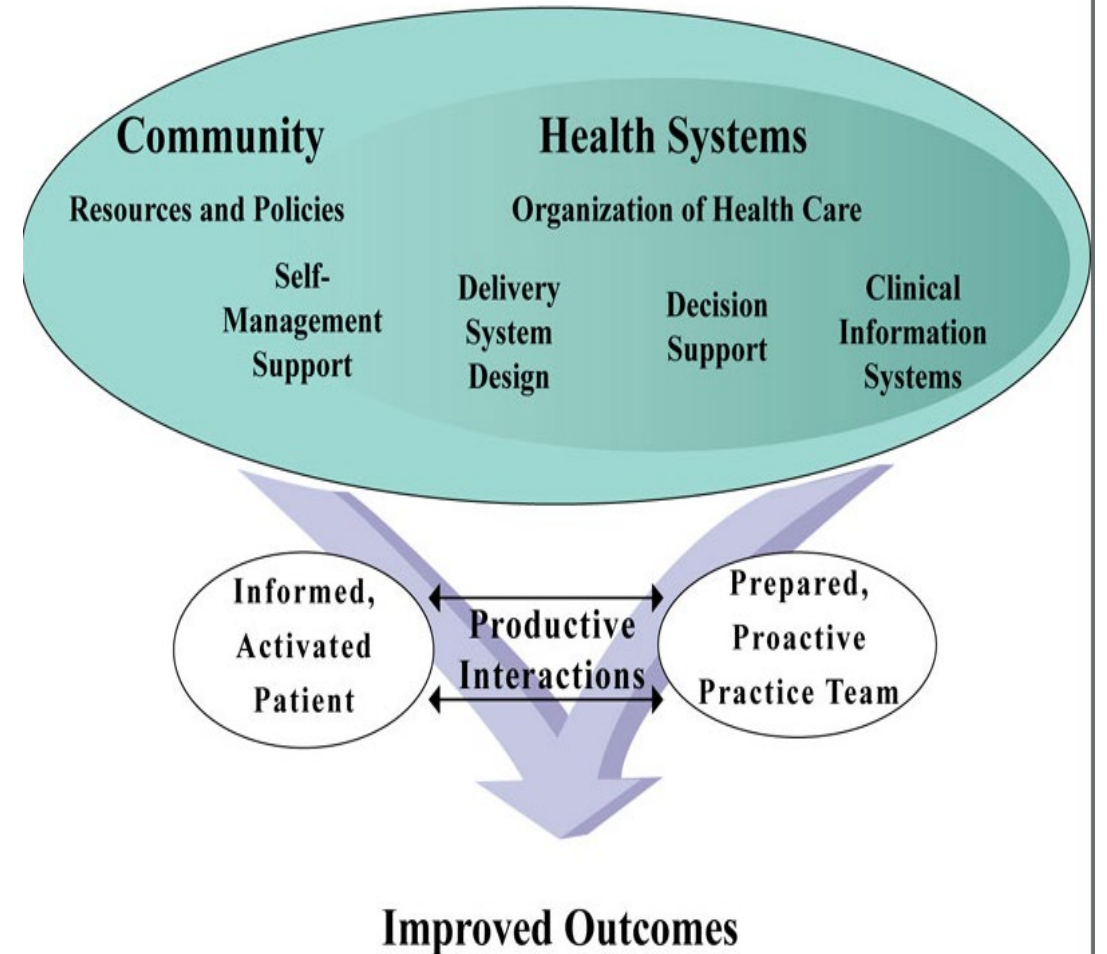 Community
Health Systems
Resources and Policies
Organization of Health Care
Self-
Management
Support
Delivery
System
Design
Decision
Support
Clinical
Information
Systems
Informed,
Activated
Patient
Productive
Interactions
Prepared,
Proactive
Practice Team
Improved Outcomes